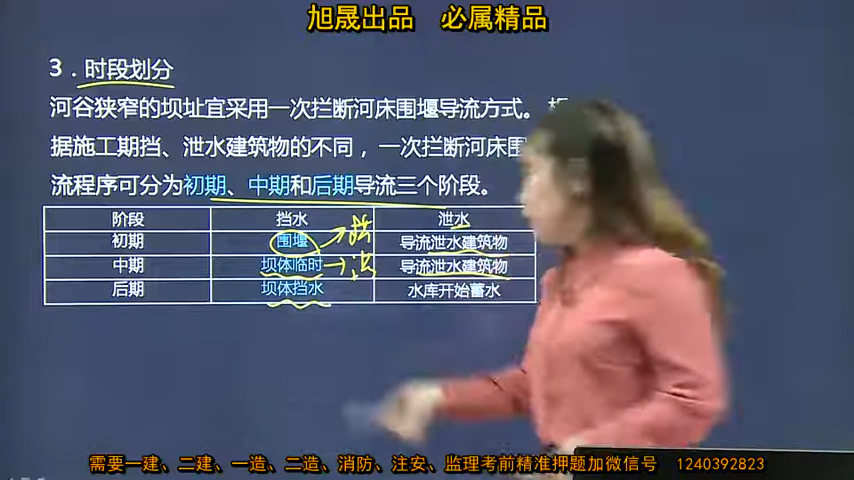 旭晟出品　必属精品
3．时段划分
河谷狭窄的坝址宜采用一次拦断河床围堰导流方式。
据施工期挡、泄水建筑物的不同，一次拦断河床围
流程序可分为初期、中期和后期导流三个阶段。
阶段 挡水 泄水
初期 围堰 导流泄水建筑物
中期 坝体临时 导流泄水建筑物
后期 坝体挡水 水库开始蓄水
需要一建、二建、一造、二造、消防、注安、监理考前精准押题加微信号 1240392823